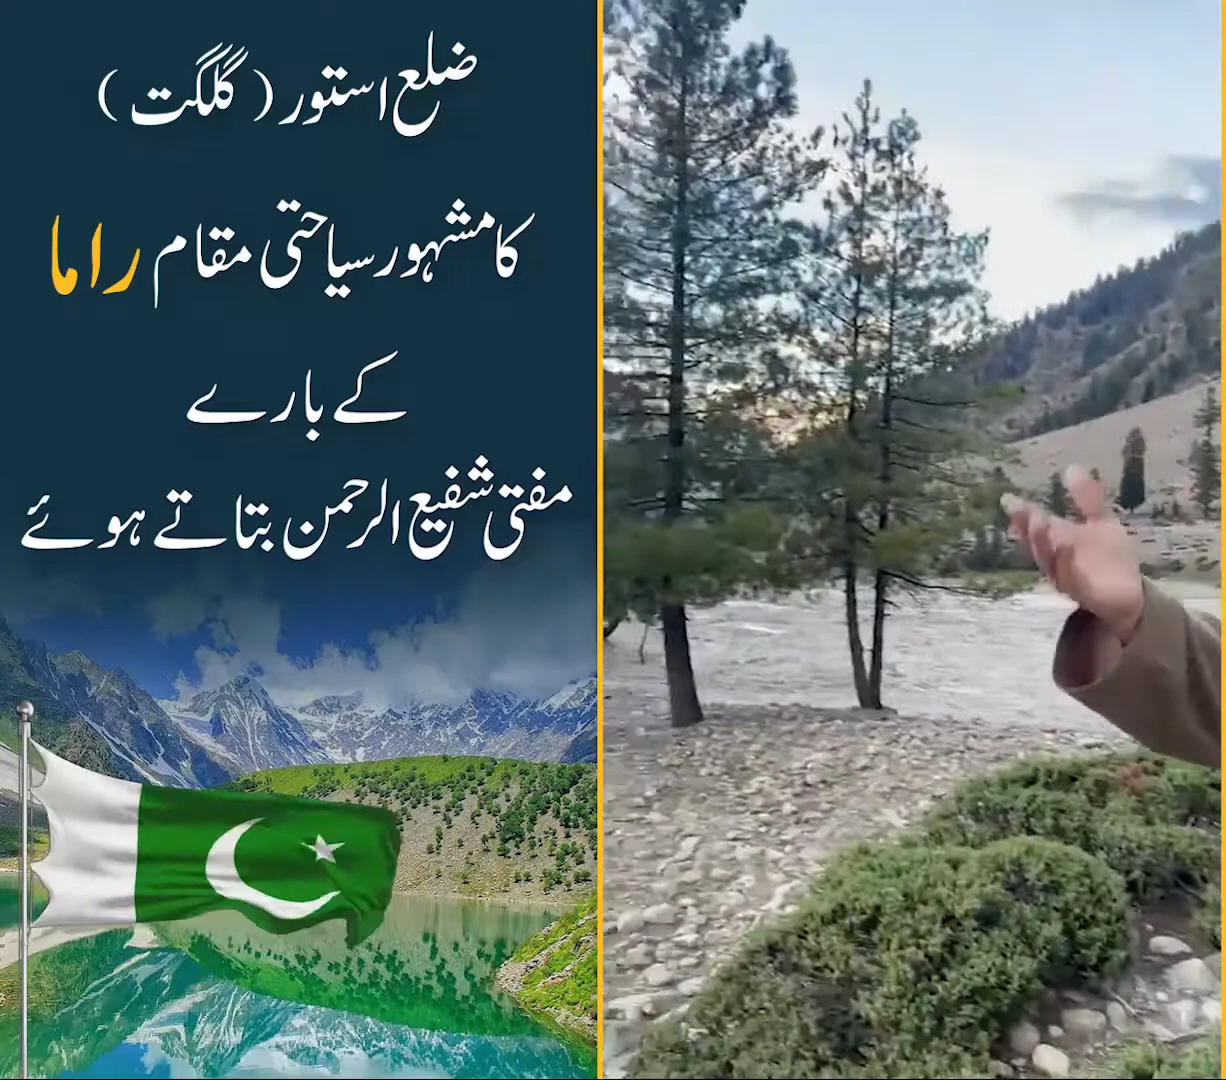 ضلع استور ( گلگت )
کا مشہور سیاحتی مقام راما
کے بارے
مفتی شفیع الرحمن بتاتے ہوئے